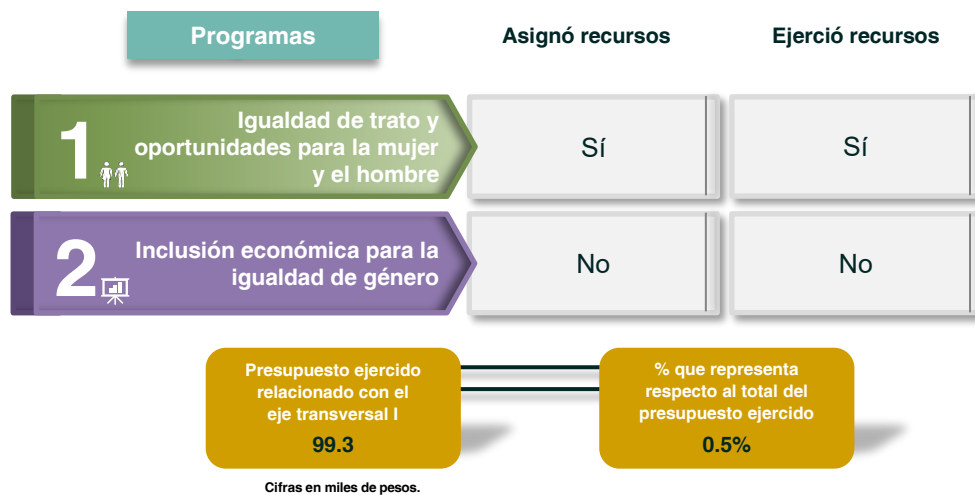 Programas
Asignó recursos
Ejerció recursos
1
Igualdad de trato y
oportunidades para la mujer
y el hombre
Sí
Sí
2
Inclusión económica para la
igualdad de género
No
No
Presupuesto ejercido
relacionado con el
eje transversal I
99.3
% que representa
respecto al total del
presupuesto ejercido
0.5%
Cifras en miles de pesos.